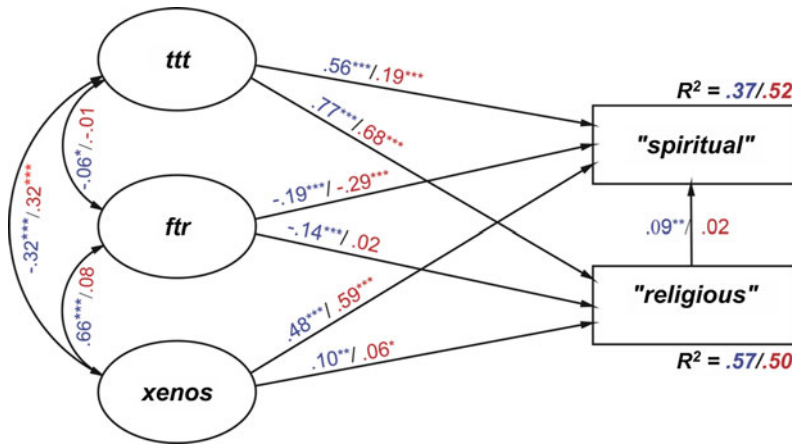 ttt
.56***/.19***
R² = .37/.52
.77***/.68***
"spiritual"
-.06*/-.01
-.32***/.32***
ftr
-.19***/ -.29***
-.14***/ .02
.09**/ .02
.66***/.08
"religious"
.48***/ .59***
.10**/ .06*
xenos
R² = .57/.50